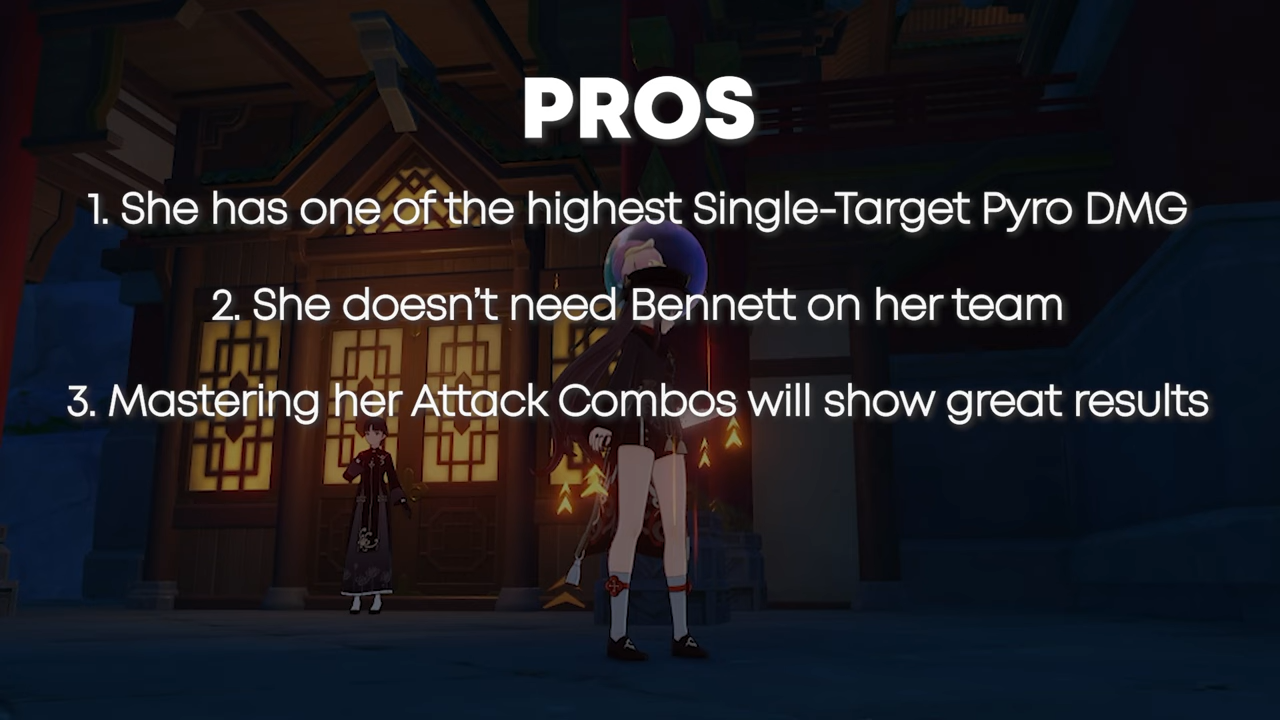 PROS
1. She has one of the highest Single-Target Pyro DMG
2. She doesn't need Bennett on her team
3. Mastering her Attack Combos will show great results